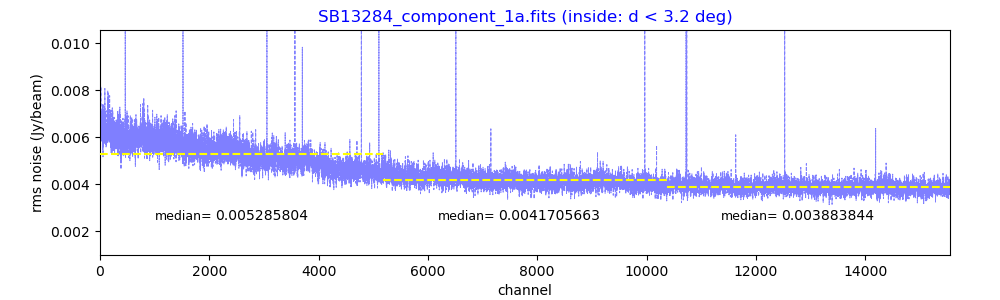 SB13284_component_1a.fits (inside: d < 3.2 deg)
rms noise (Jy/beam)
0.010
0.008
0.006
0.004
0.002
median= 0.005285804 median= 0.0041705663 median= 0.003883844
0 2000 4000 6000 8000 10000 12000 14000
channel